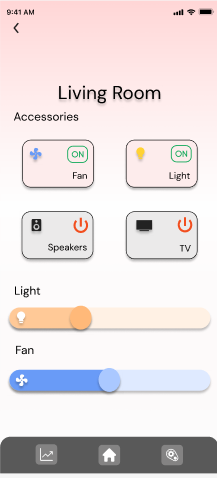 9:41 AM
Living Room
Accessories
ON
ON
Fan
Light
Speakers
TV
Light
Fan